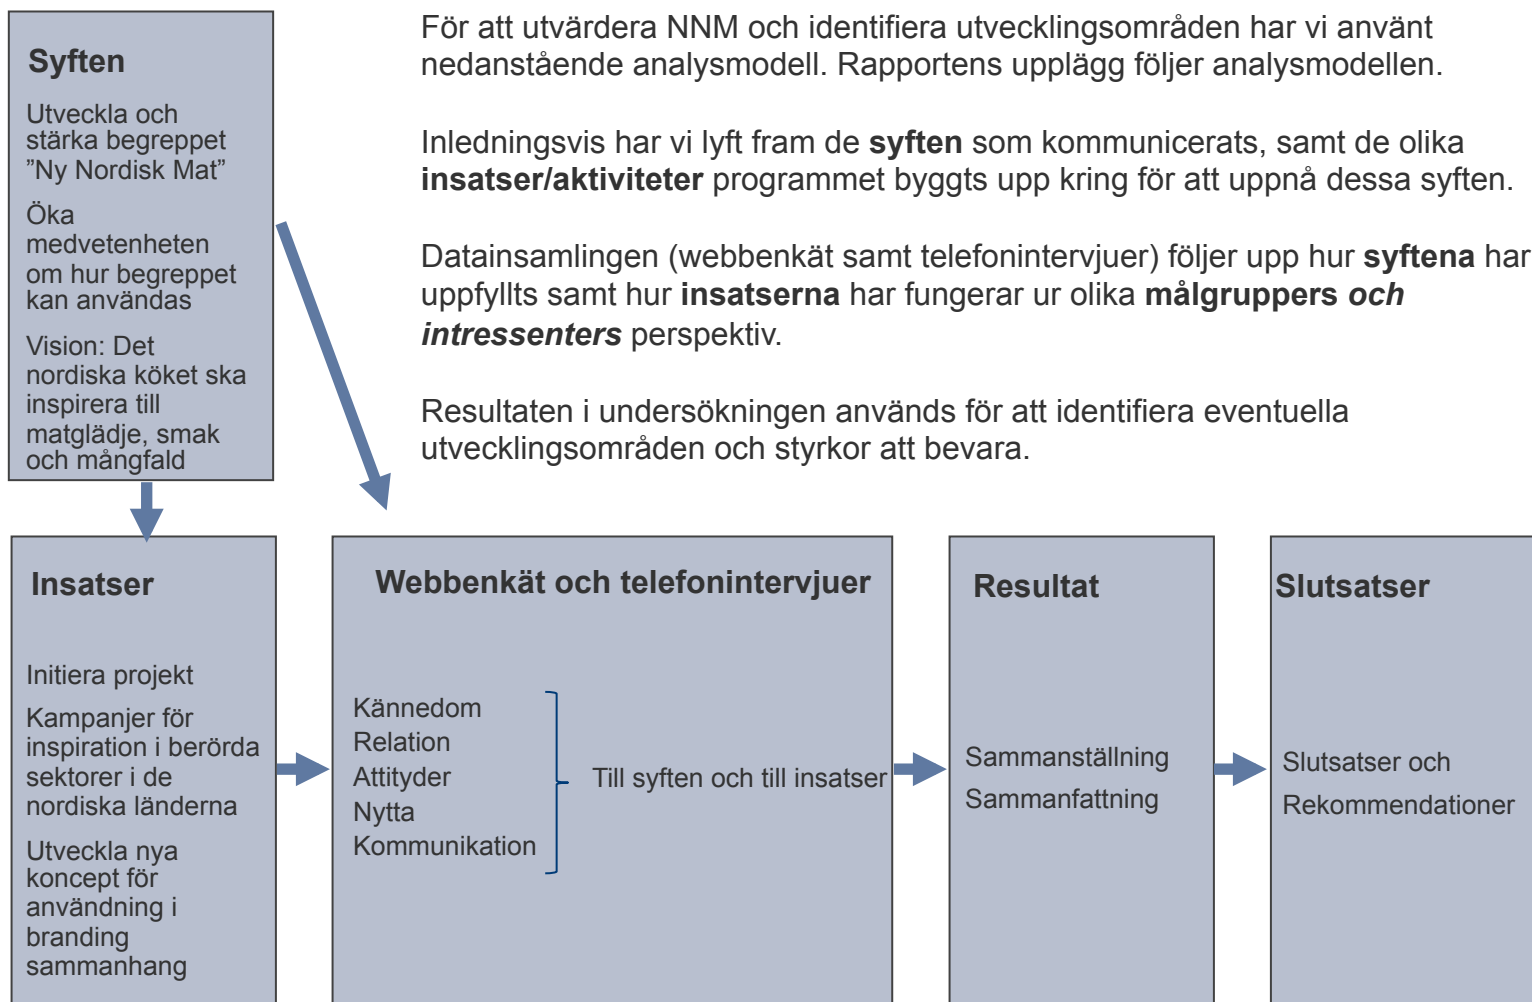 Syften
Utveckla och
stärka begreppet
”Ny Nordisk Mat”
Öka
medvetenheten
om hur begreppet
kan användas
Vision: Det
nordiska köket ska
inspirera till
matglädje, smak
och mångfald
För att utvärdera NNM och identifiera utvecklingsområden har vi använt
nedanstående analysmodell. Rapportens upplägg följer analysmodellen.
Inledningsvis har vi lyft fram de syften som kommunicerats, samt de olika
insatser/aktiviteter programmet byggts upp kring för att uppnå dessa syften.
Datainsamlingen (webbenkät samt telefonintervjuer) följer upp hur syftena har
uppfyllts samt hur insatserna har fungerar ur olika målgruppers och
intressenters perspektiv.
Resultaten i undersökningen används för att identifiera eventuella
utvecklingsområden och styrkor att bevara.
Insatser
Initiera projekt
Kampanjer för
inspiration i berörda
sektorer i de
nordiska länderna
Utveckla nya
koncept för
användning i
branding
sammanhang
Webbenkät och telefonintervjuer
Kännedom
Relation
Attityder
Nytta
Kommunikation
Till syften och till insatser
Resultat
Sammanställning
Sammanfattning
Slutsatser
Slutsatser och
Rekommendationer